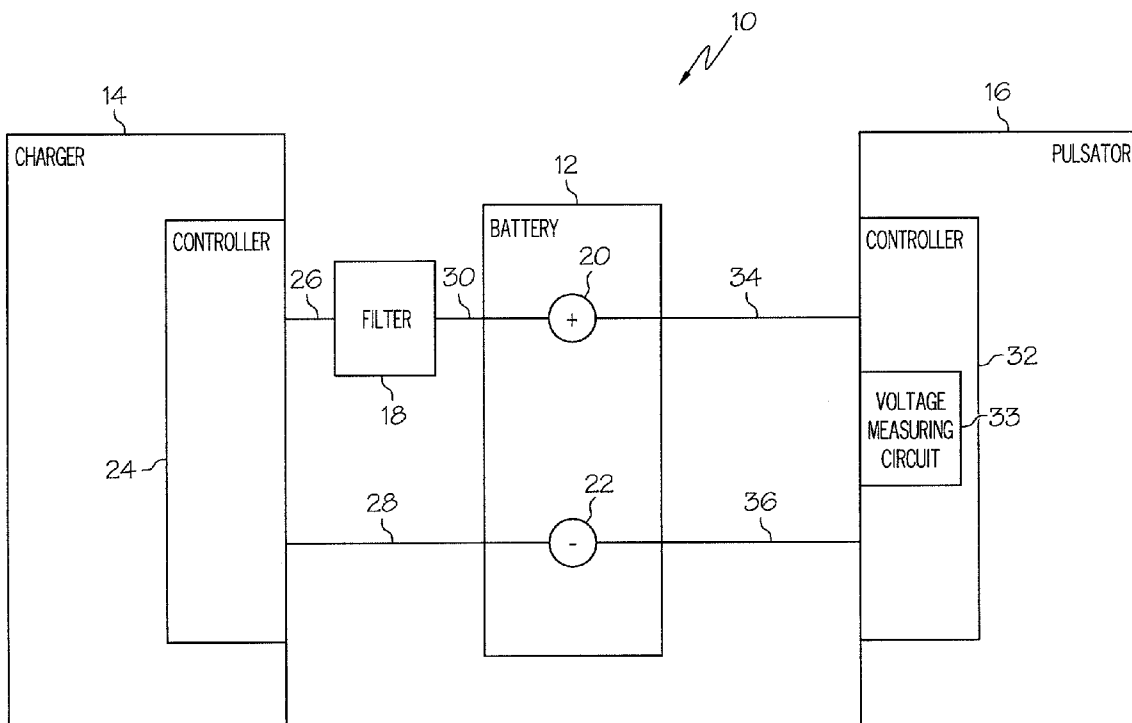 10
14
16
CHARGER
PULSATOR
12
CONTROLLER
BATTERY
CONTROLLER
26
30
20
34
FILTER
+
18
32
VOLTAGE
MEASURING
CIRCUIT
33
24
28
22
36
-